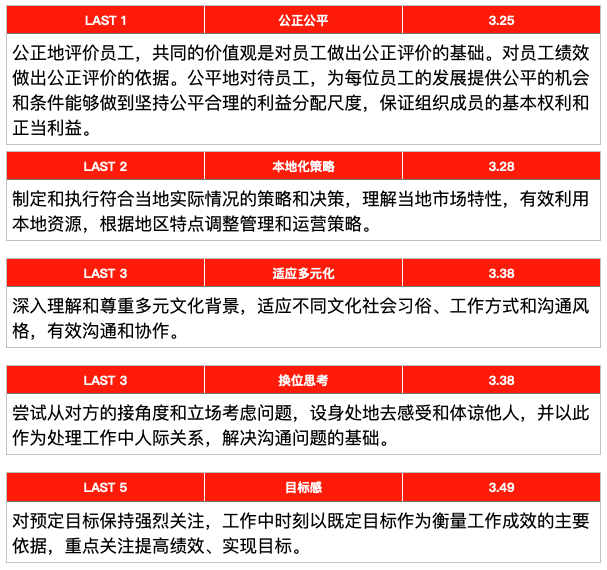 LAST 1 公正公平 3.25
公正地评价员工，共同的价值观是对员工做出公正评价的基础。对员工绩效
做出公正评价的依据。公平地对待员工，为每位员工的发展提供公平的机会
和条件能够做到坚持公平合理的利益分配尺度，保证组织成员的基本权利和
正当利益。
LAST 2 本地化策略 3.28
制定和执行符合当地实际情况的策略和决策，理解当地市场特性，有效利用
本地资源，根据地区特点调整管理和运营策略。
LAST 3 适应多元化 3.38
深入理解和尊重多元文化背景，适应不同文化社会习俗、工作方式和沟通风
格，有效沟通和协作。
LAST 3 换位思考 3.38
尝试从对方的接角度和立场考虑问题，设身处地去感受和体谅他人，并以此
作为处理工作中人际关系，解决沟通问题的基础。
LAST 5 目标感 3.49
对预定目标保持强烈关注，工作中时刻以既定目标作为衡量工作成效的主要
依据，重点关注提高绩效、实现目标。